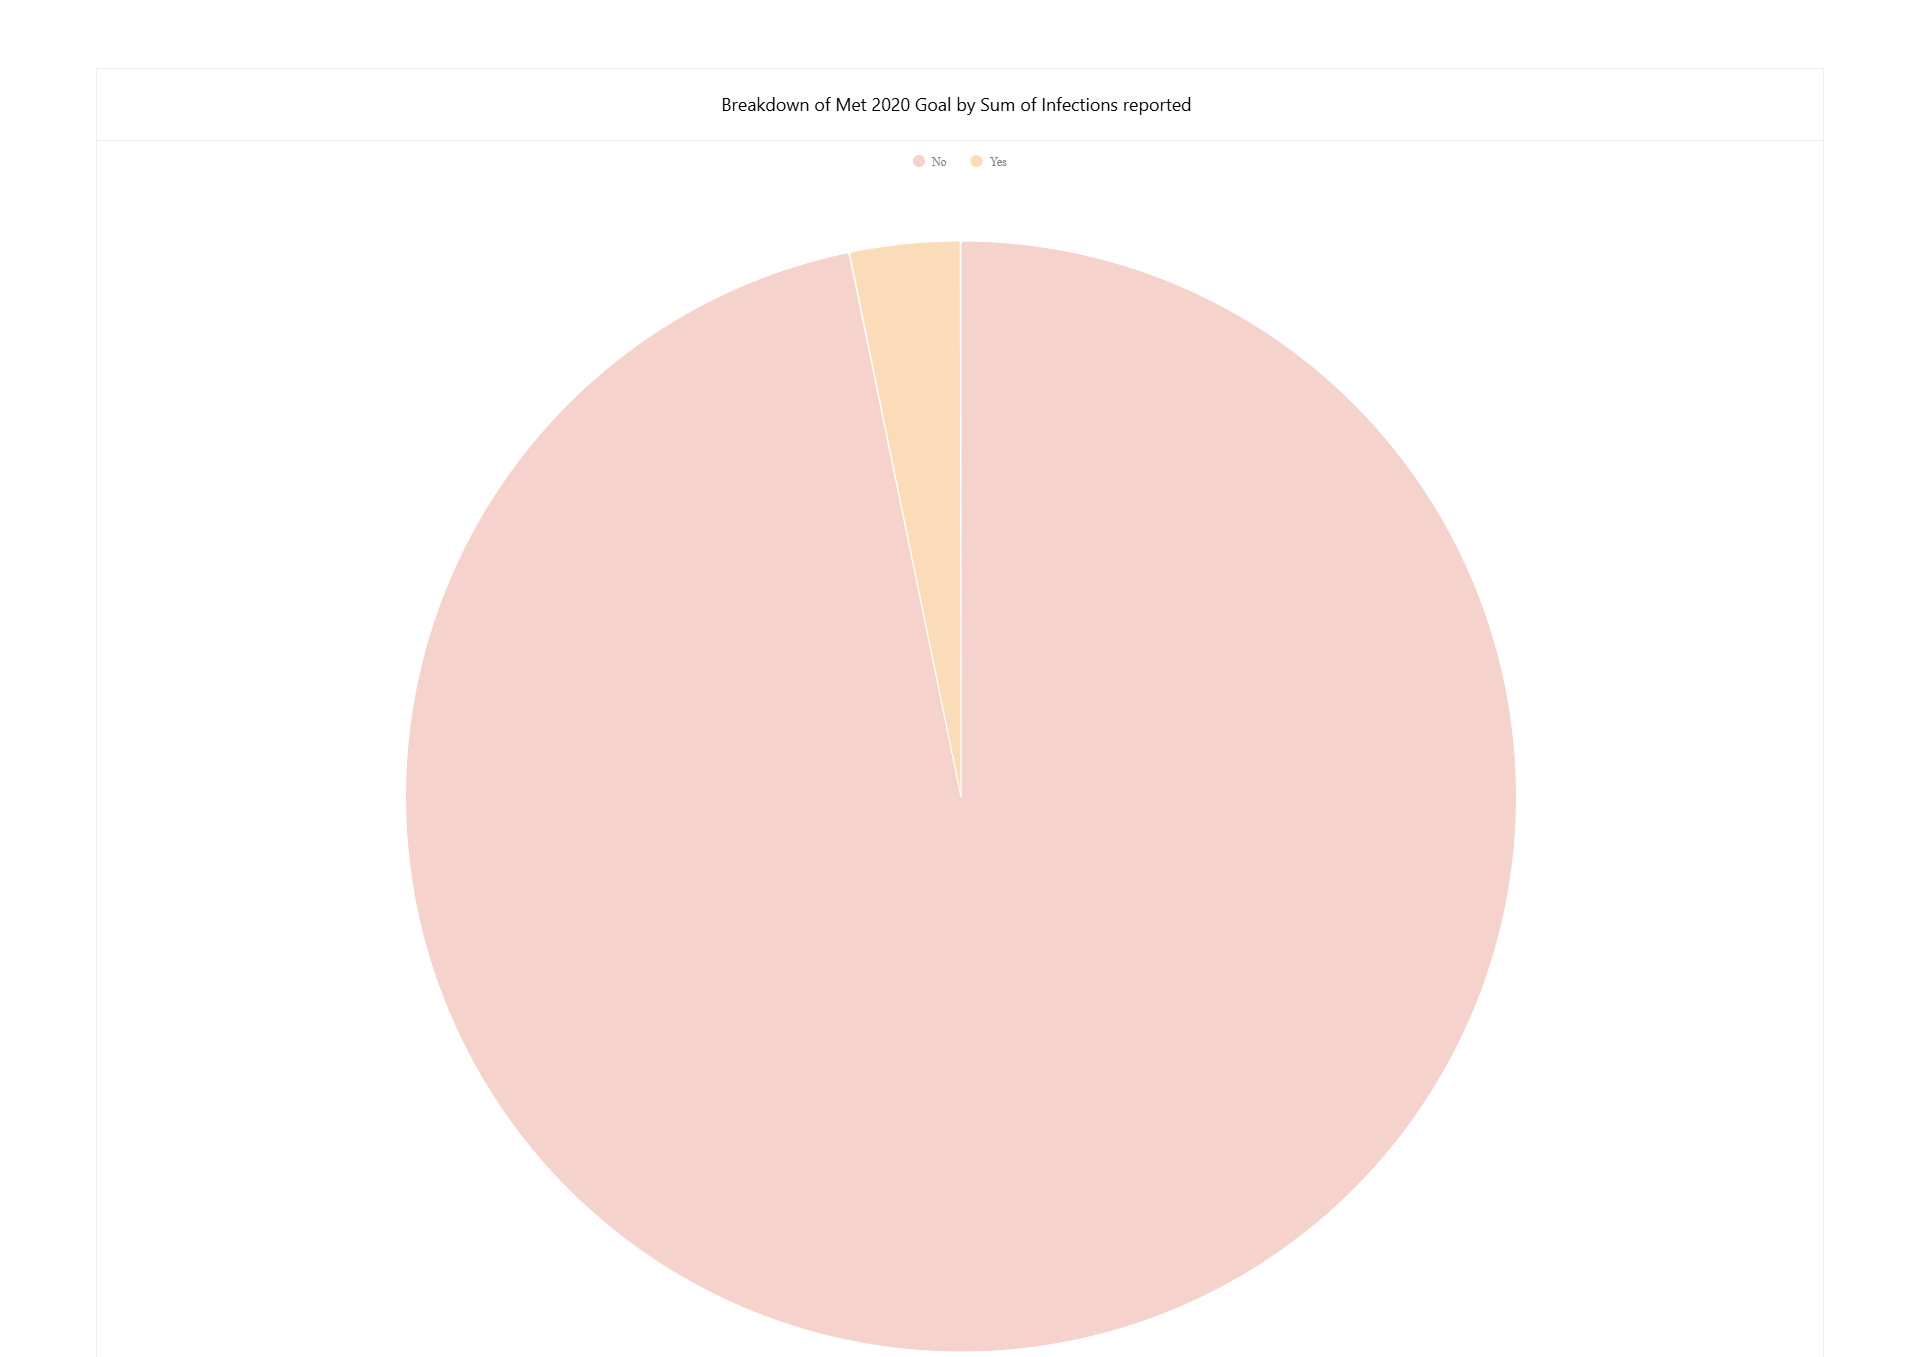 Breakdown of Met 2020 Goal by Sum of Infections reported
No Yes